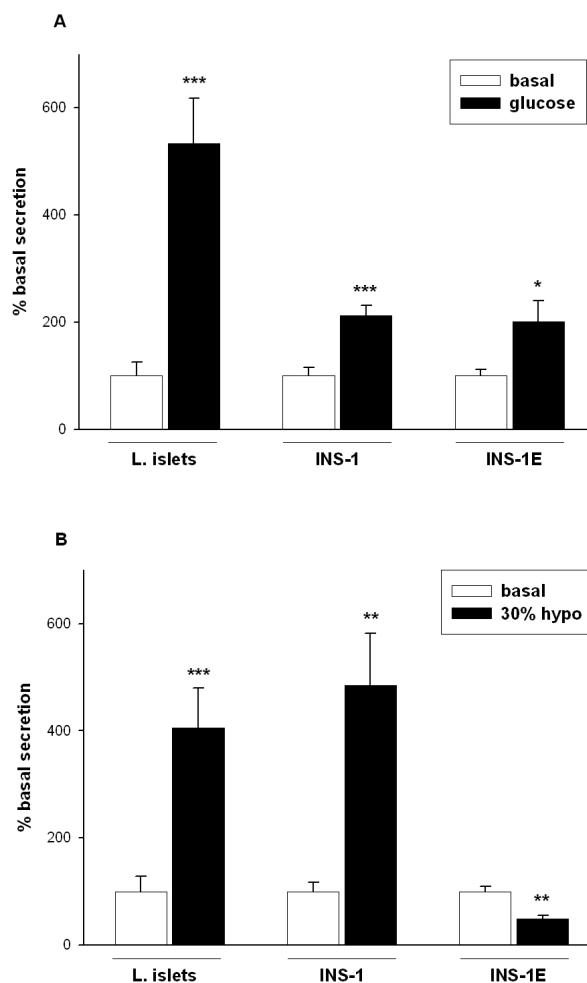 A
***
basal
glucose
600
400
% basal secretion
***
*
200
0
L. islets
INS-1
INS-1E
B
basal
30% hypo
600
**
***
400
% basal secretion
200
**
0
L. islets
INS-1
INS-1E